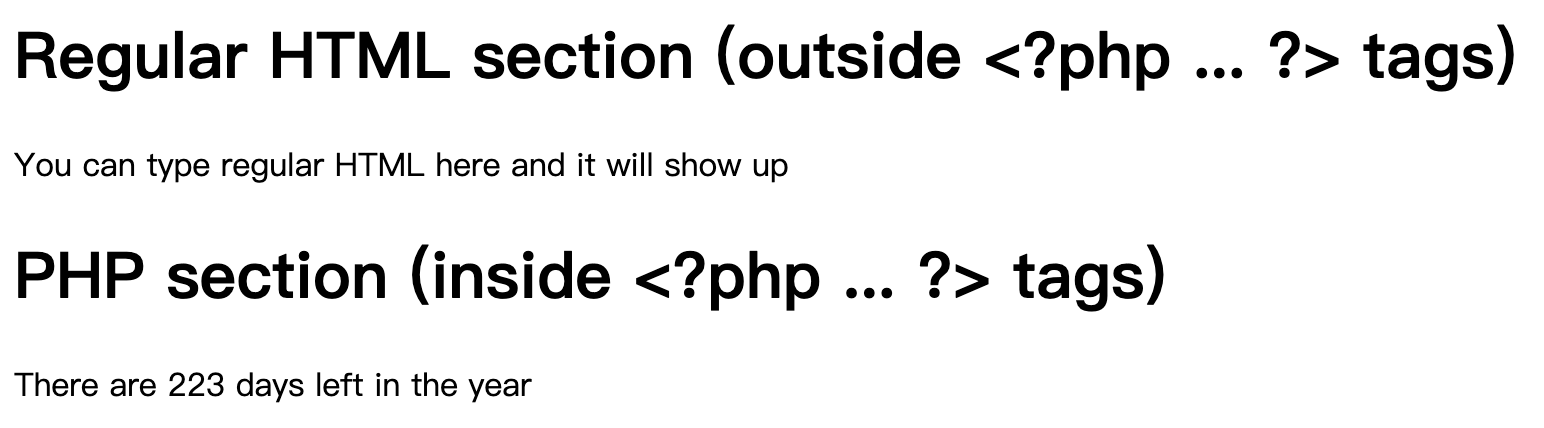 Regular HTML section (outside <?php ... ?> tags)
You can type regular HTML here and it will show up
PHP section (inside <?php ... ?> tags)
There are 223 days left in the year